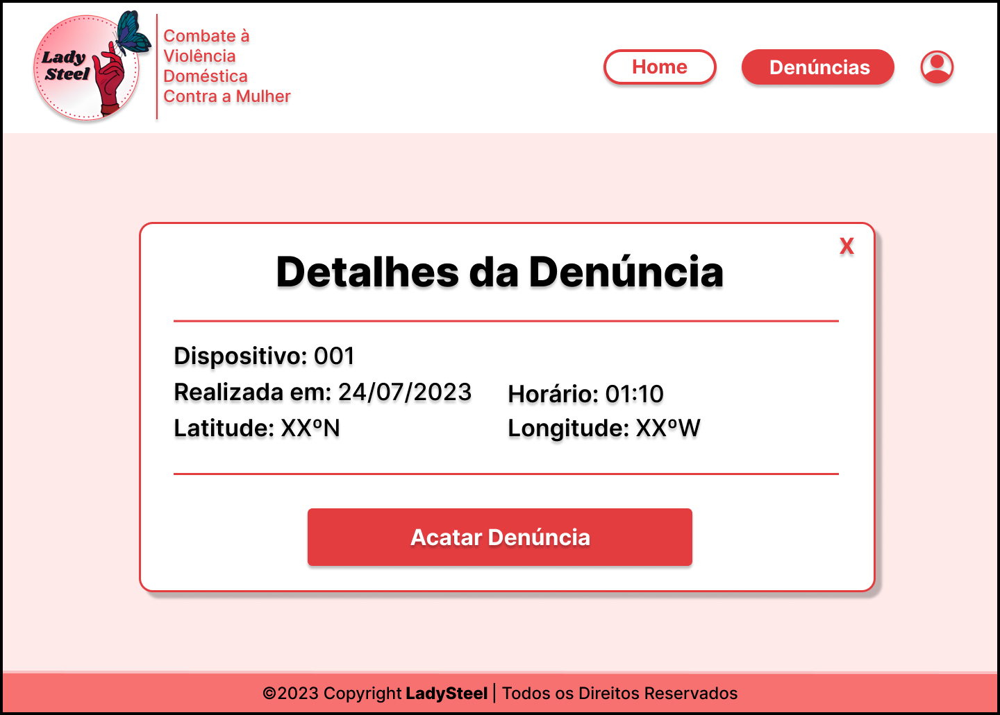 Lady
Steel
Combate à
Violência
Doméstica
Contra a Mulher
Home
Denúncias
X
Detalhes da Denúncia
Dispositivo: 001
Realizada em: 24/07/2023
Horário: 01:10
Latitude: XXºN
Longitude: XXºW
Acatar Denúncia
©2023 Copyright LadySteel | Todos os Direitos Reservados